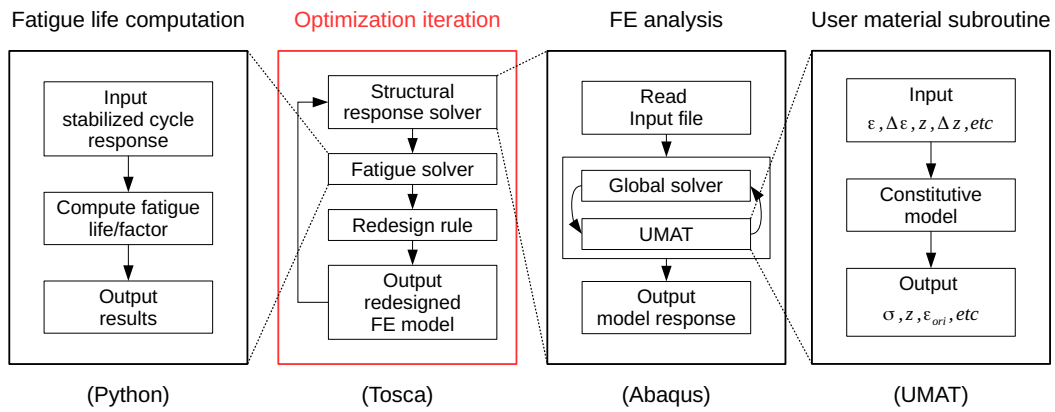 Fatigue life computation
Input
stabilized cycle
response
Compute fatigue
life/factor
Output
results
(Python)
Optimization iteration
Structural
response solver
Fatigue solver
Redesign rule
Output
redesigned
FE model
(Tosca)
FE analysis
Read
Input file
Global solver
UMAT
Output
model response
(Abaqus)
User material subroutine
Input
ε , Δε , z , Δ z , etc
Constitutive
model
Output
σ , z , ε_ori , etc
(UMAT)